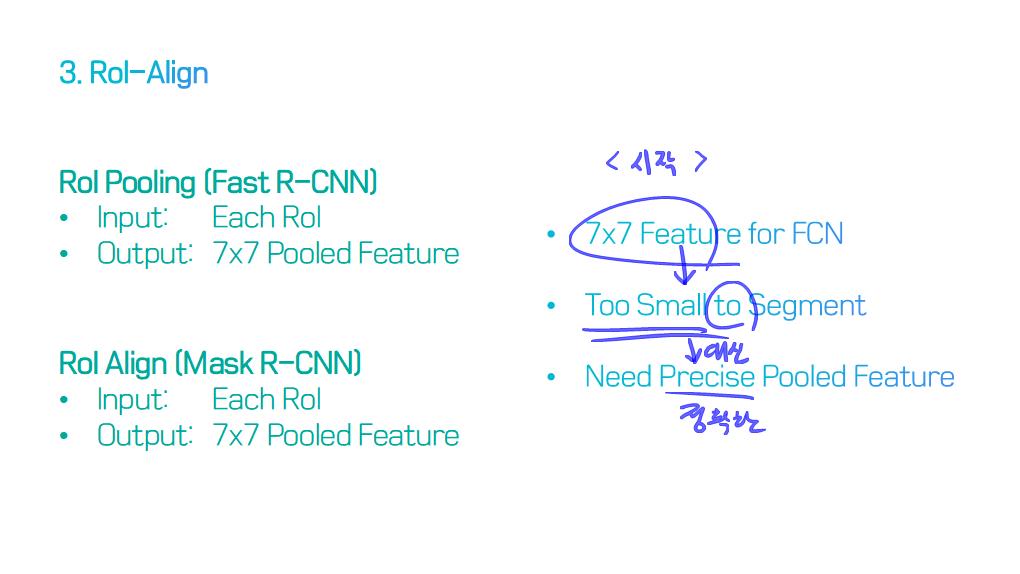 3. RoI-Align
RoI Pooling (Fast R-CNN)
• Input: Each RoI
• Output: 7x7 Pooled Feature
RoI Align (Mask R-CNN)
• Input: Each RoI
• Output: 7x7 Pooled Feature
< 시작 >
• 7x7 Feature for FCN
• Too Small to Segment
대신
• Need Precise Pooled Feature
정확한